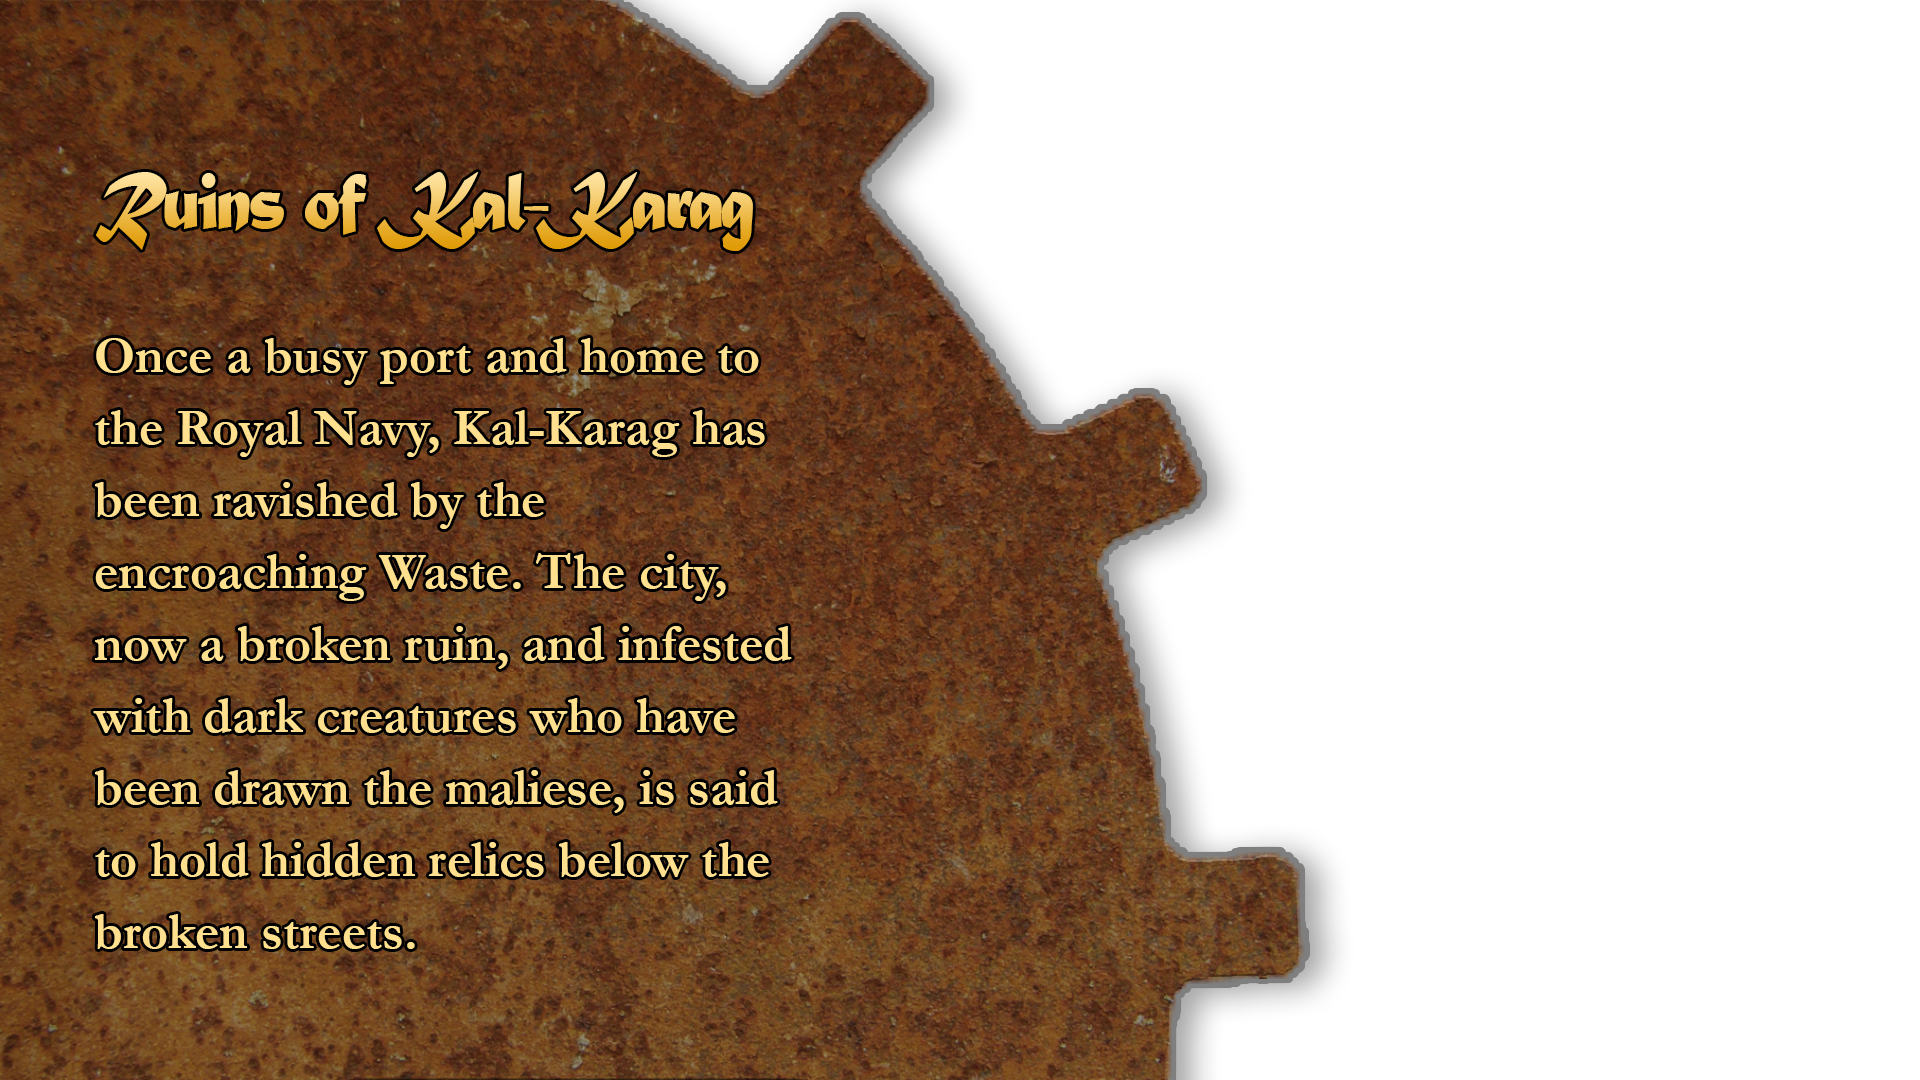 Ruins of Kal-Karag
Once a busy port and home to
the Royal Navy, Kal-Karag has
been ravished by the
encroaching Waste. The city,
now a broken ruin, and infested
with dark creatures who have
been drawn the maliese, is said
to hold hidden relics below the
broken streets.